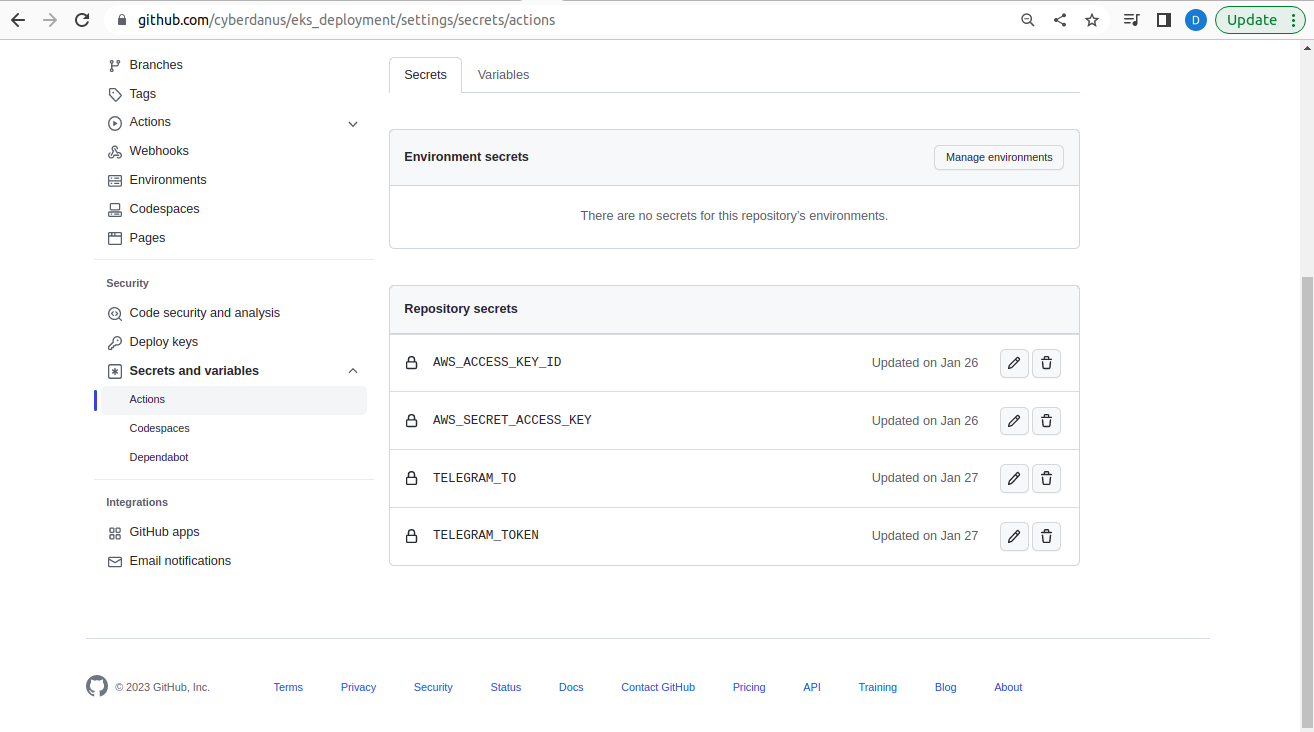 github.com/cyberdanus/eks_deployment/settings/secrets/actions
D
Update
Branches
Tags
Actions
Webhooks
Environments
Codespaces
Pages
Security
Code security and analysis
Deploy keys
Secrets and variables
Actions
Codespaces
Dependabot
Integrations
GitHub apps
Email notifications
Secrets Variables
Environment secrets Manage environments
There are no secrets for this repository's environments.
Repository secrets
AWS_ACCESS_KEY_ID Updated on Jan 26
AWS_SECRET_ACCESS_KEY Updated on Jan 26
TELEGRAM_TO Updated on Jan 27
TELEGRAM_TOKEN Updated on Jan 27
© 2023 GitHub, Inc. Terms Privacy Security Status Docs Contact GitHub Pricing API Training Blog About